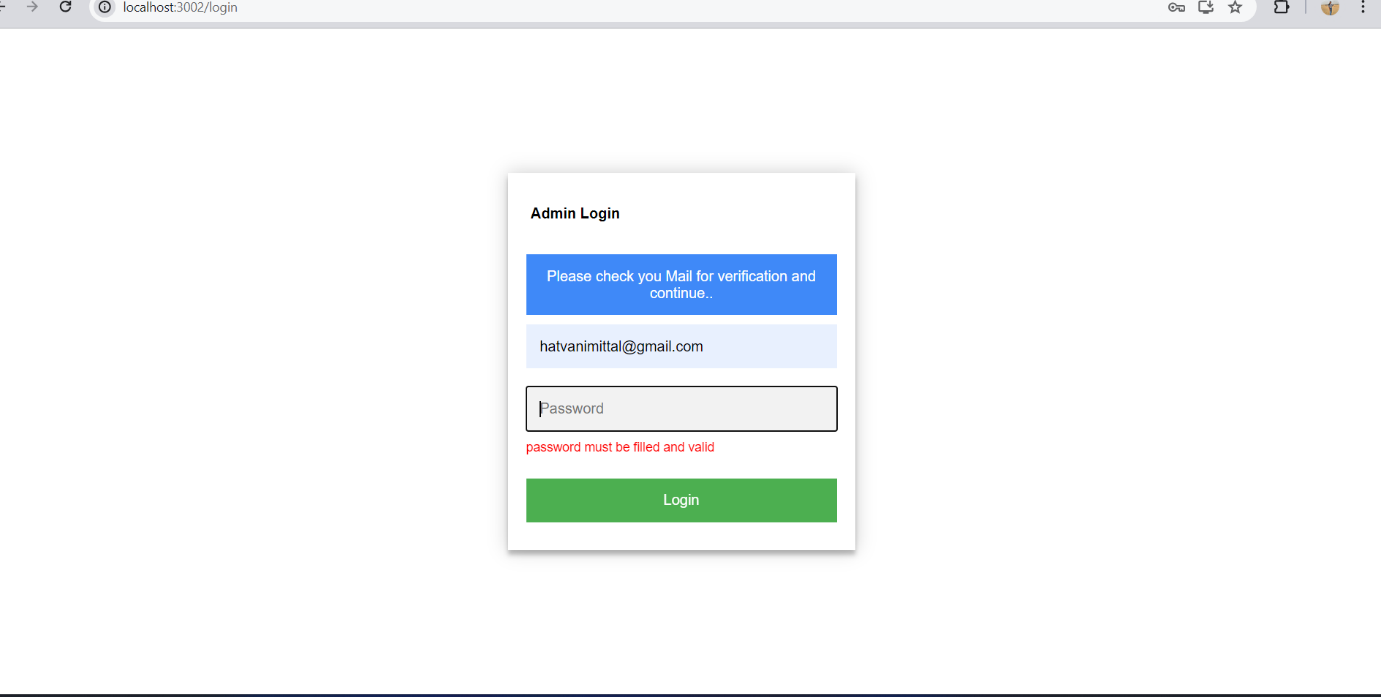 localhost:3002/login
Admin Login
Please check you Mail for verification and
continue..
hatvanimittal@gmail.com
Password
password must be filled and valid
Login